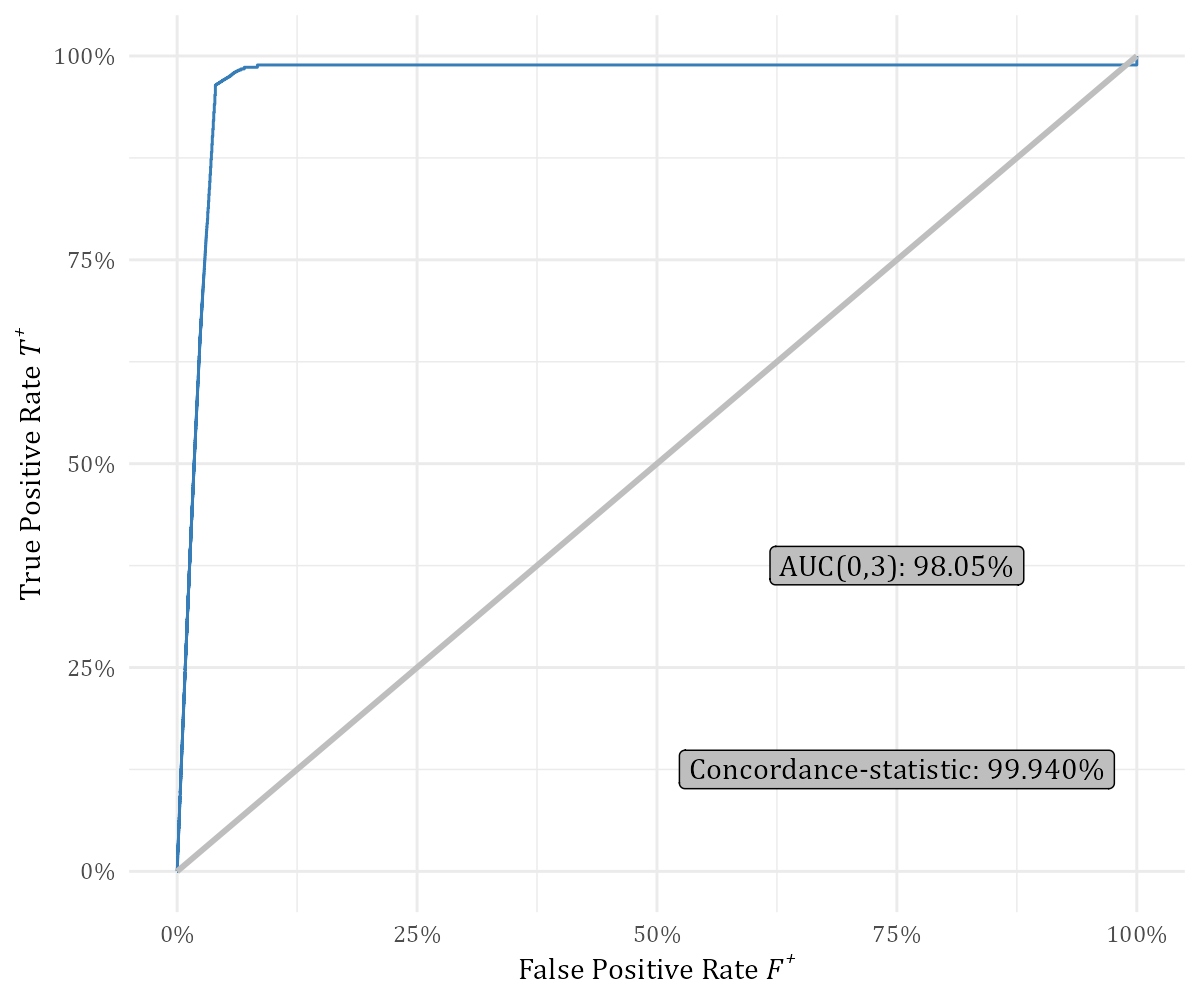 100%
75%
50%
25%
0%
True Positive Rate T⁺
AUC(0,3): 98.05%
Concordance-statistic: 99.940%
0%
25%
50%
75%
100%
False Positive Rate F⁺